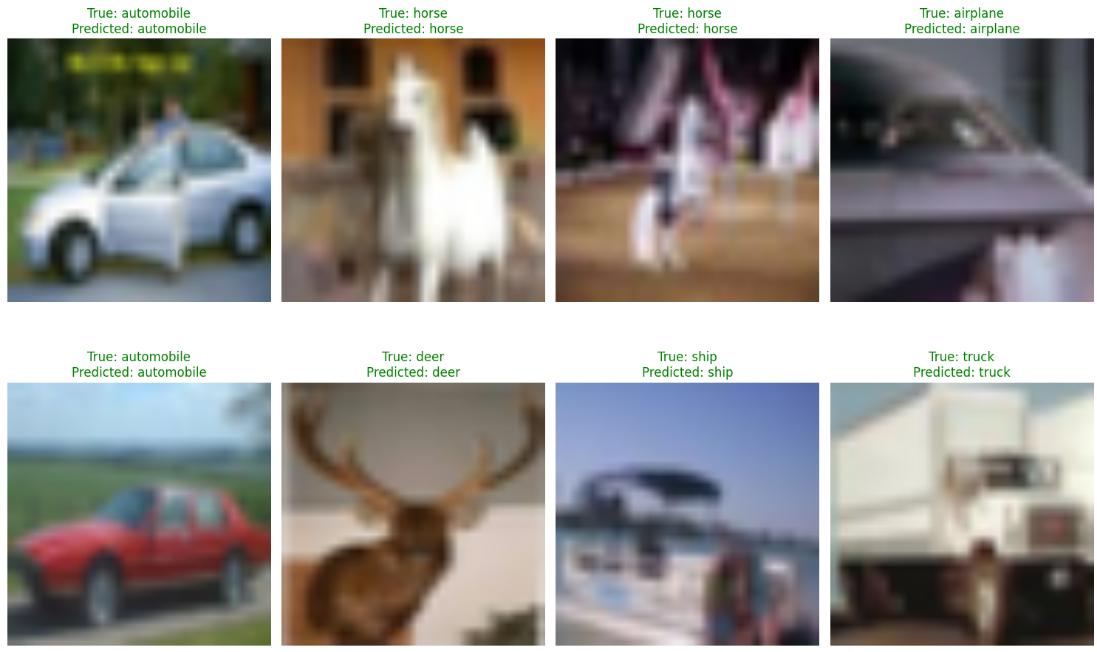 True: automobile
Predicted: automobile
True: horse
Predicted: horse
True: horse
Predicted: horse
True: airplane
Predicted: airplane
True: automobile
Predicted: automobile
True: deer
Predicted: deer
True: ship
Predicted: ship
True: truck
Predicted: truck